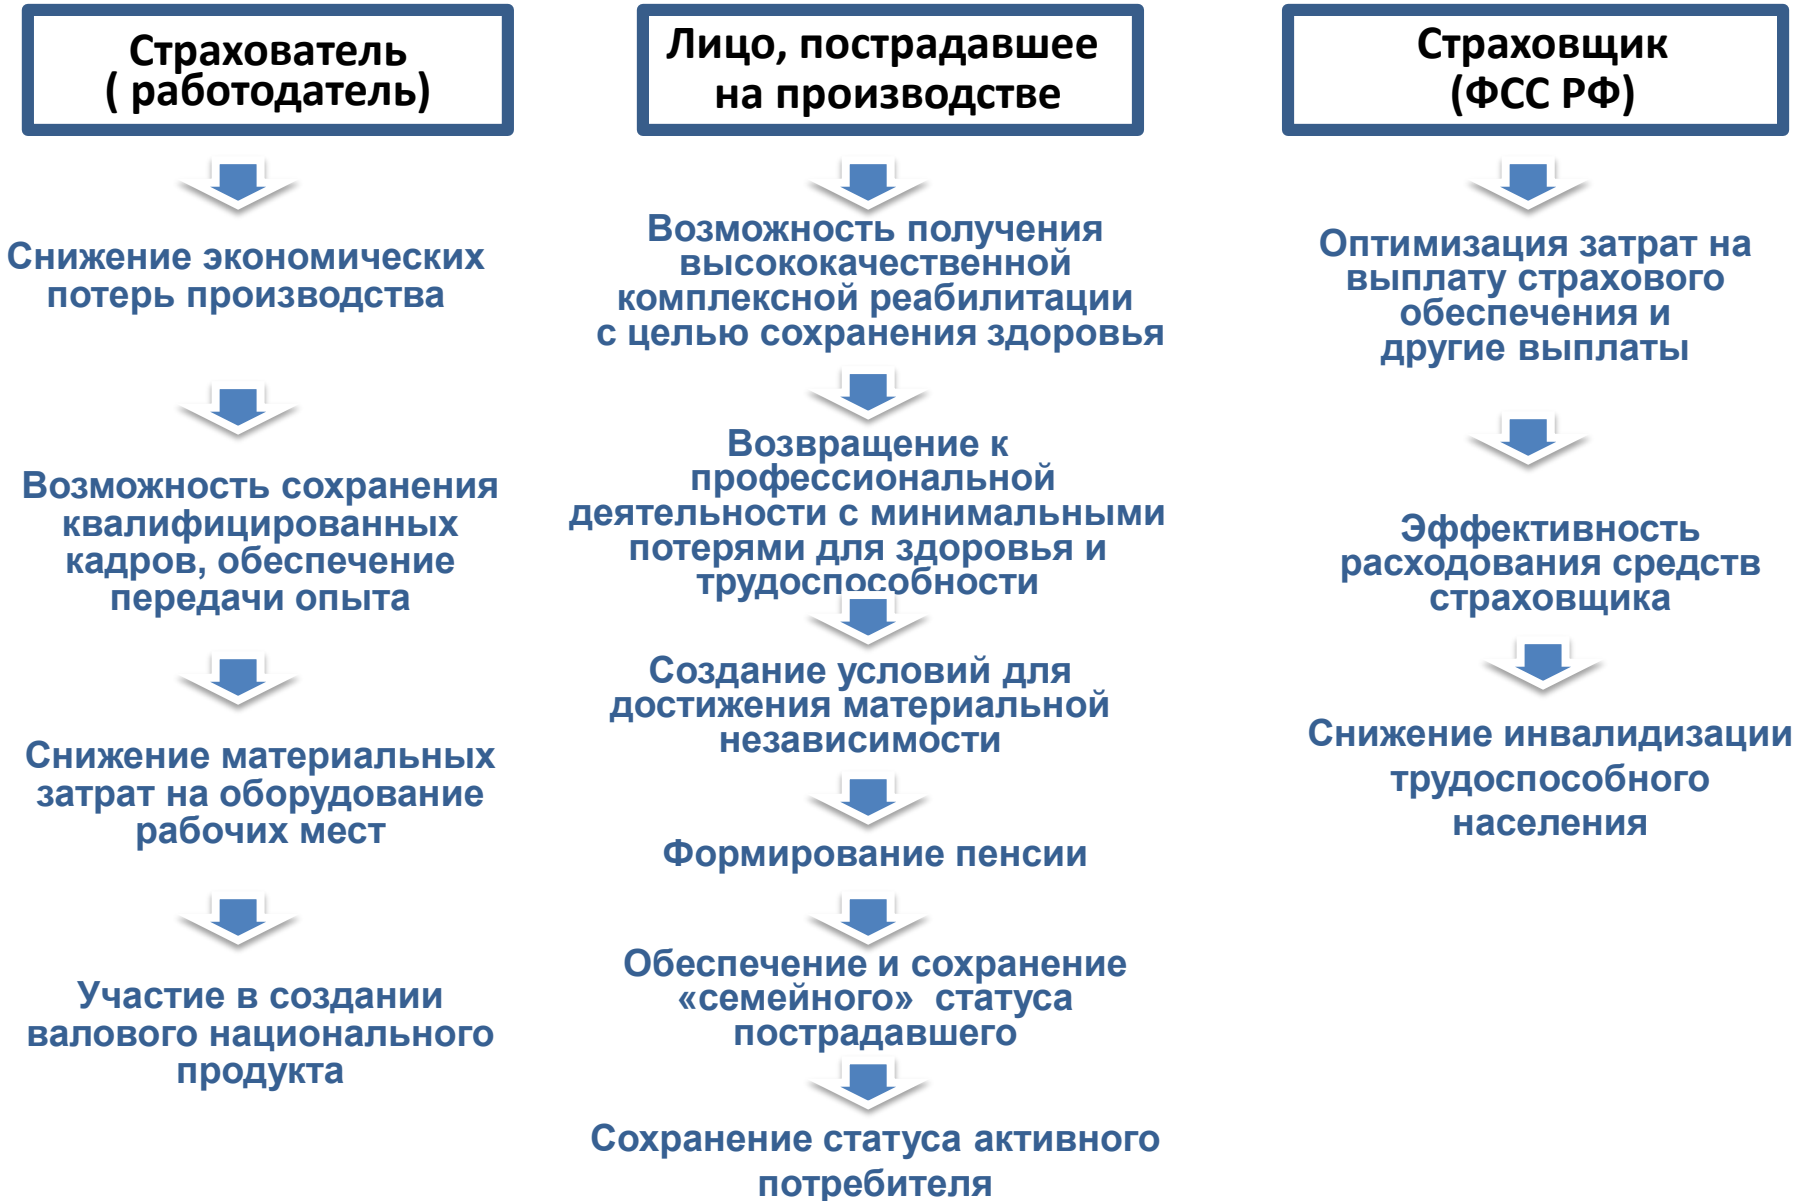 Страхователь
( работодатель)
Снижение экономических
потерь производства
Возможность сохранения
квалифицированных
кадров, обеспечение
передачи опыта
Снижение материальных
затрат на оборудование
рабочих мест
Участие в создании
валового национального
продукта
Лицо, пострадавшее
на производстве
Возможность получения
высококачественной
комплексной реабилитации
с целью сохранения здоровья
Возвращение к
профессиональной
деятельности с минимальными
потерями для здоровья и
трудоспособности
Создание условий для
достижения материальной
независимости
Формирование пенсии
Обеспечение и сохранение
«семейного» статуса
пострадавшего
Сохранение статуса активного
потребителя
Страховщик
(ФСС РФ)
Оптимизация затрат на
выплату страхового
обеспечения и
другие выплаты
Эффективность
расходования средств
страховщика
Снижение инвалидизации
трудоспособного
населения